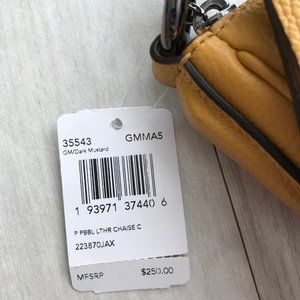 35543 GMMA5
GM/Dark Mustard
1 93971 37440 6
P PBBL LTHR CHAISE C
223870JAX
MFSRP $250.00